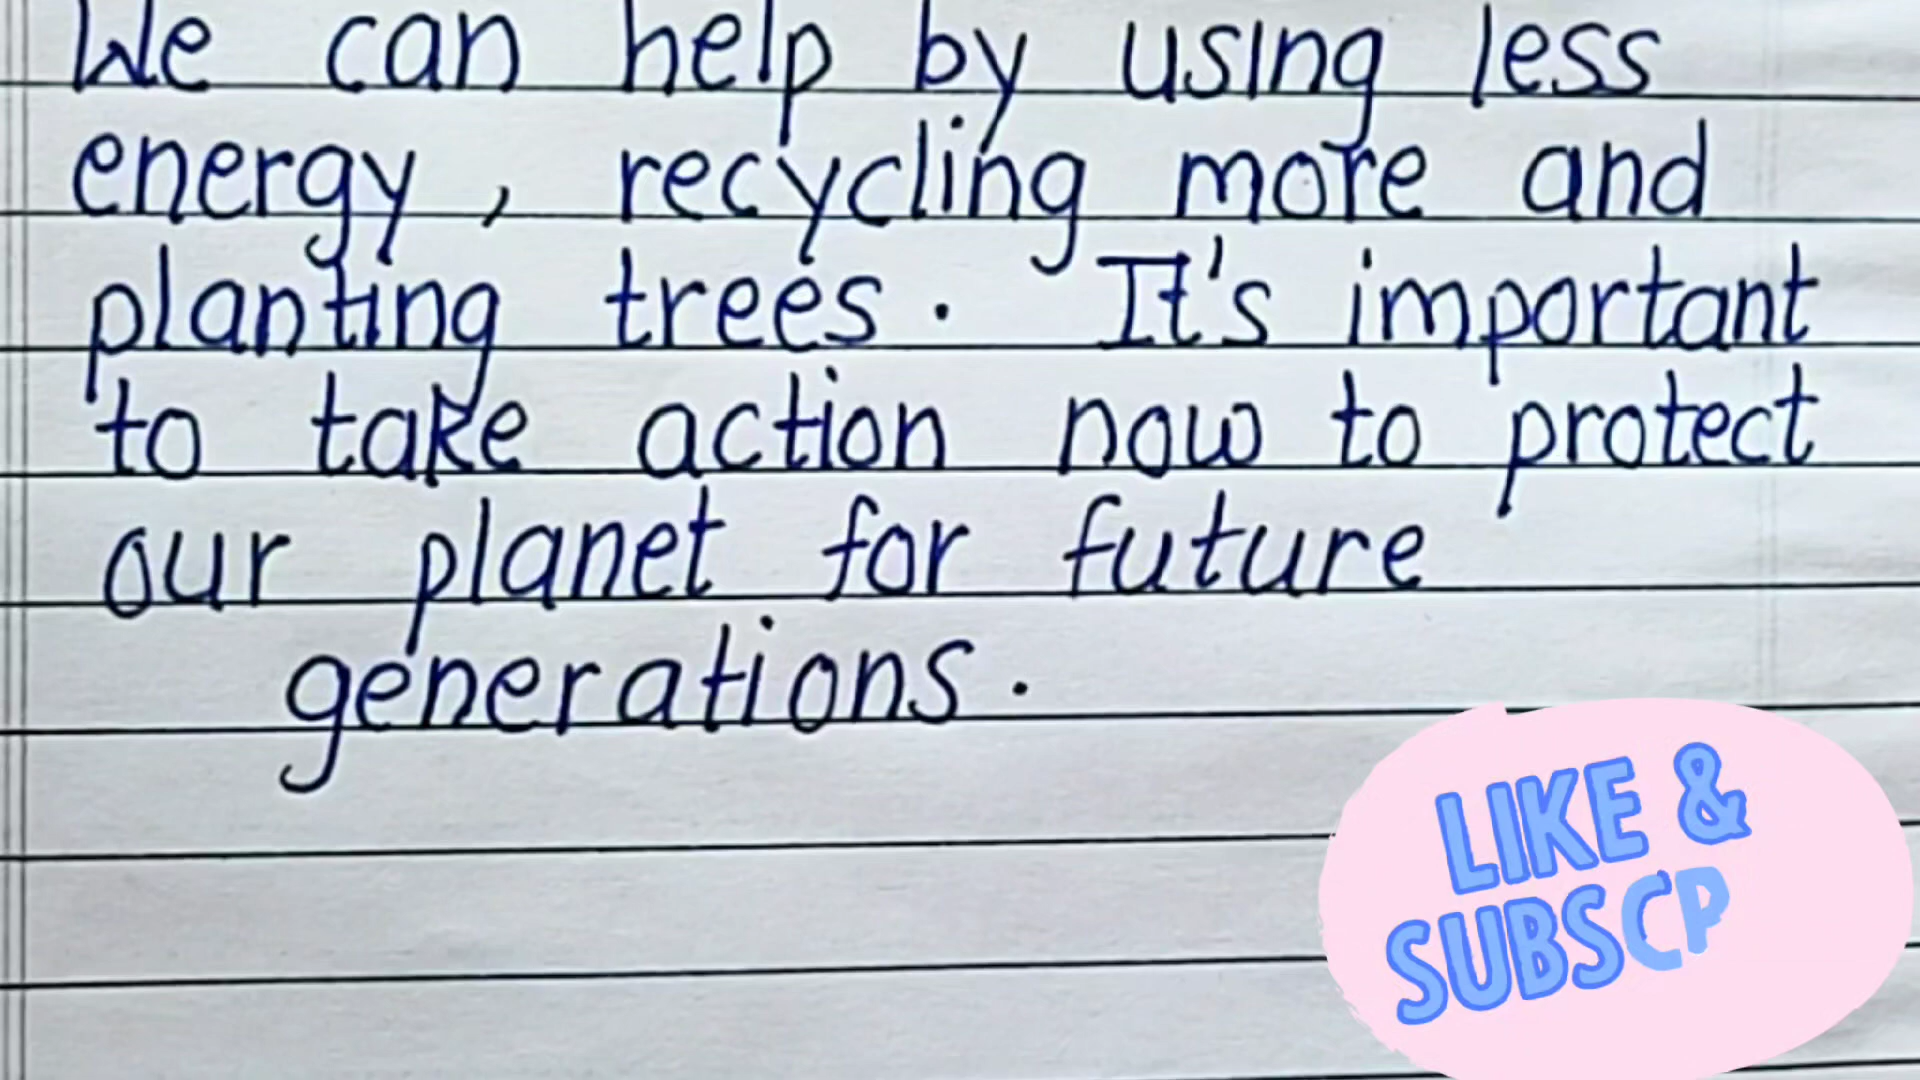 We can help by using less
energy, recycling more and
planting trees. It's important
to take action now to protect
our planet for future
generations.
LIKE &
SUBSCP